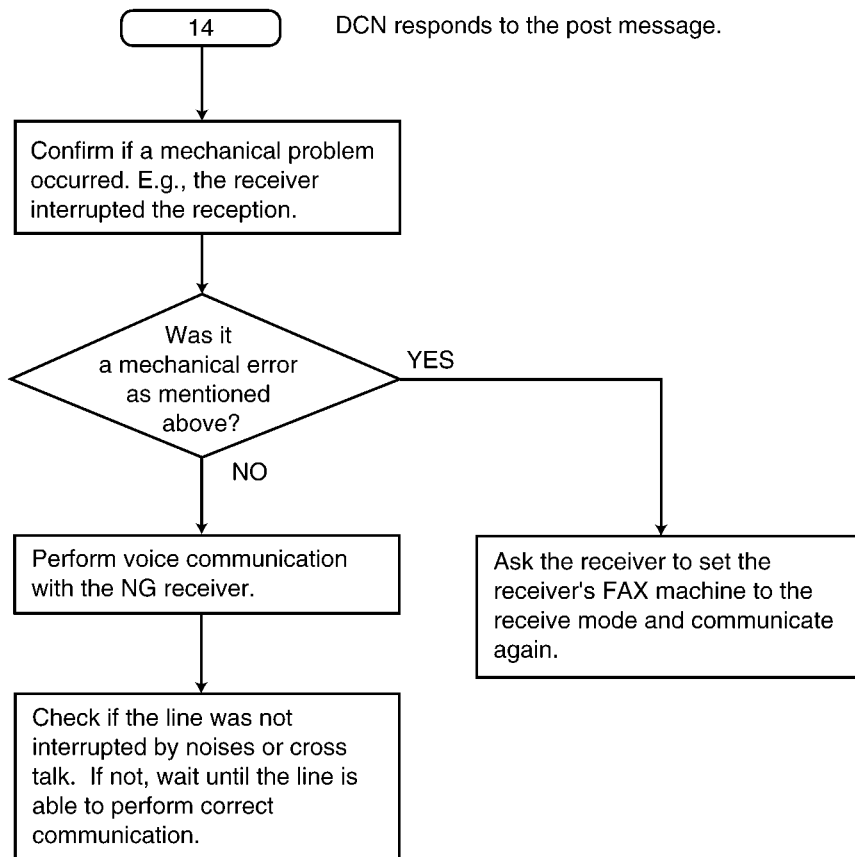 14
DCN responds to the post message.
Confirm if a mechanical problem
occurred. E.g., the receiver
interrupted the reception.
Was it
a mechanical error
as mentioned
above?
YES
NO
Perform voice communication
with the NG receiver.
Ask the receiver to set the
receiver's FAX machine to the
receive mode and communicate
again.
Check if the line was not
interrupted by noises or cross
talk.  If not, wait until the line is
able to perform correct
communication.